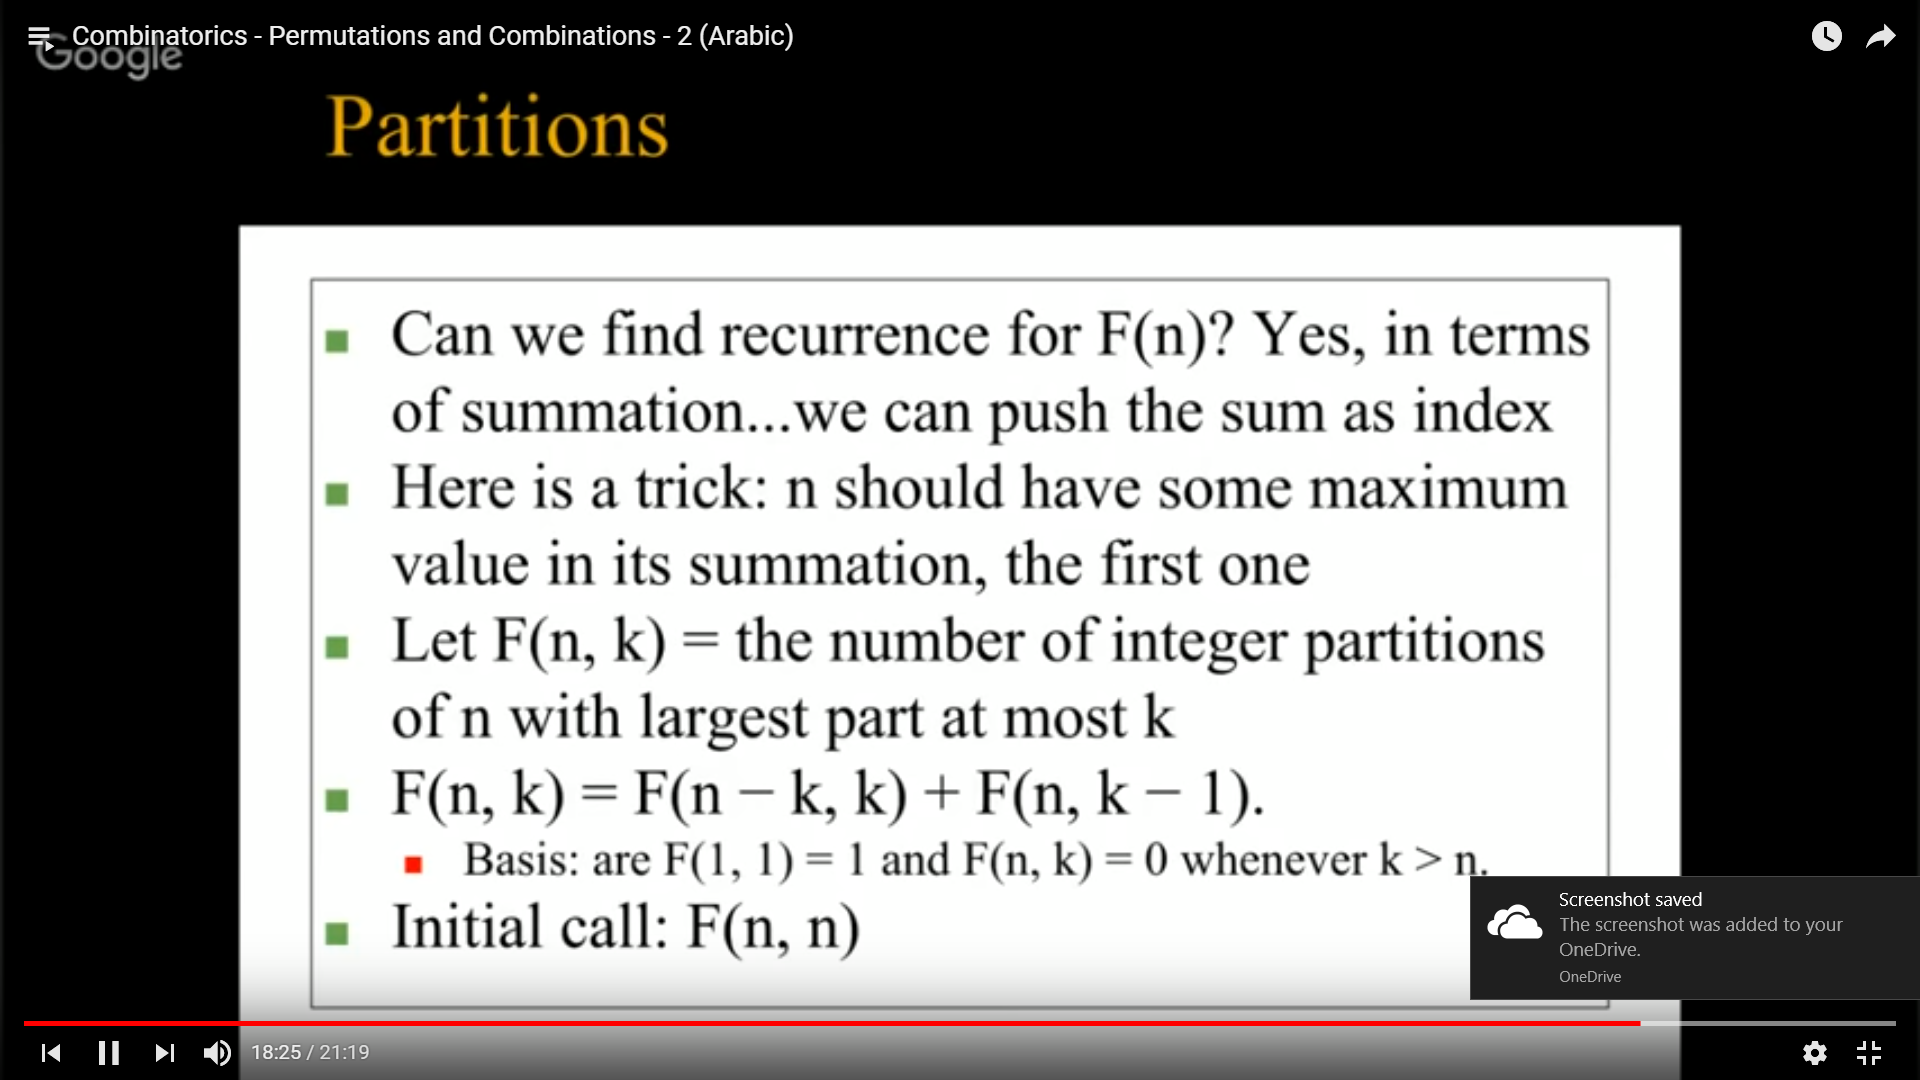 Combinatorics - Permutations and Combinations - 2 (Arabic)
Google
Partitions
Can we find recurrence for F(n)? Yes, in terms
of summation...we can push the sum as index
Here is a trick: n should have some maximum
value in its summation, the first one
Let F(n, k) = the number of integer partitions
of n with largest part at most k
F(n, k) = F(n − k, k) + F(n, k − 1).
Basis: are F(1, 1) = 1 and F(n, k) = 0 whenever k > n.
Initial call: F(n, n)
Screenshot saved
The screenshot was added to your
OneDrive.
OneDrive
18:25 / 21:19